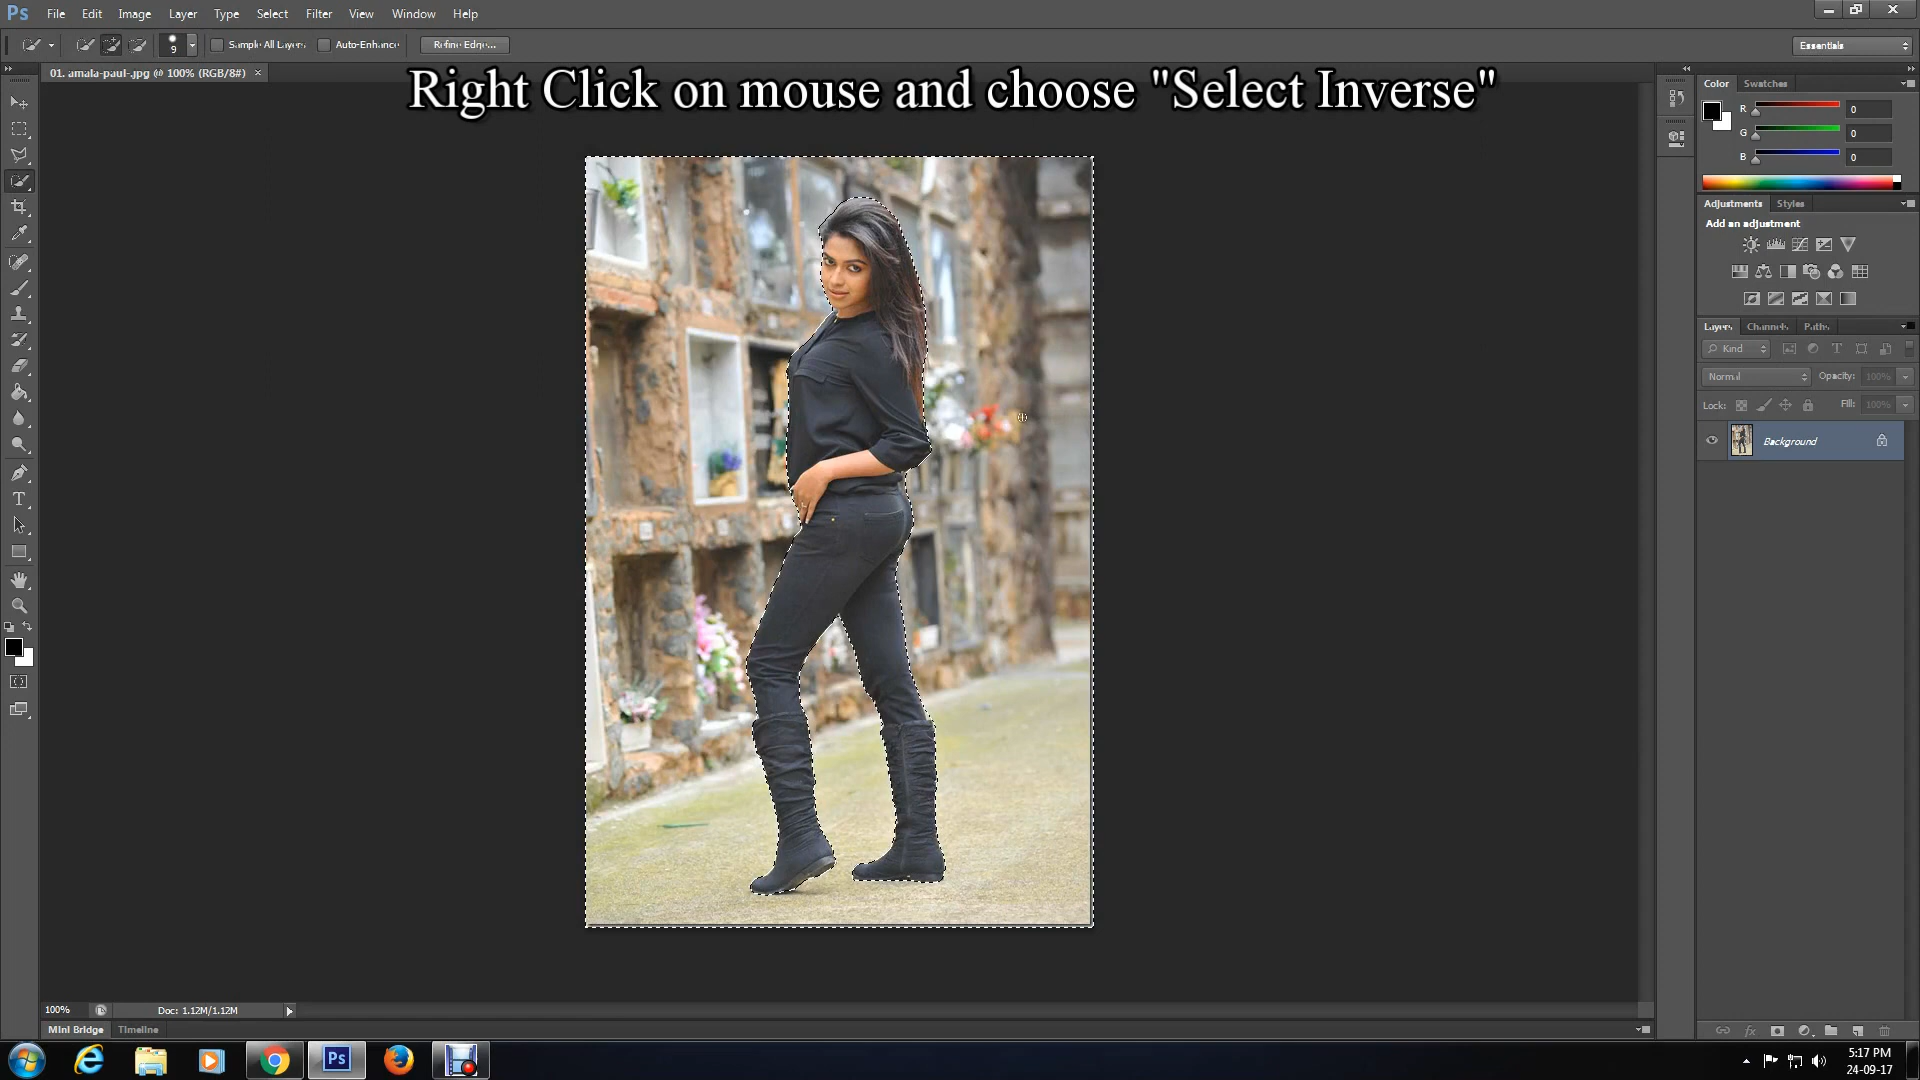 Ps File Edit Image Layer Type Select Filter View Window Help
9 Sample All Layers Auto-Enhance Refine Edge... Essentials
01. amala-paul-.jpg @ 100% (RGB/8#) ×
Right Click on mouse and choose "Select Inverse"
Color Swatches
R 0
G 0
B 0
Adjustments Styles
Add an adjustment
Layers Channels Paths
Kind
Normal Opacity: 100%
Lock: Fill: 100%
Background
100% Doc: 1.12M/1.12M
Mini Bridge Timeline
Ps
5:17 PM
24-09-17